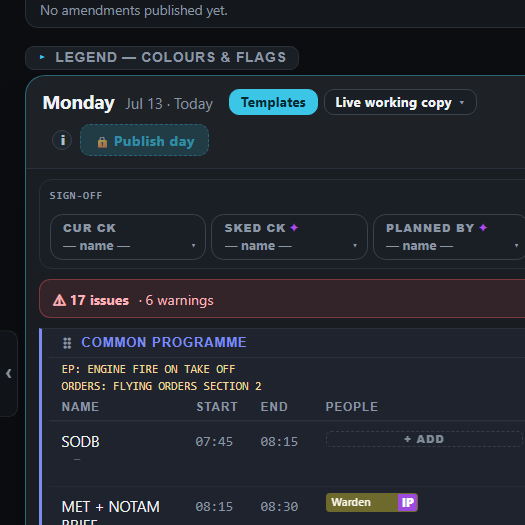 No amendments published yet.
LEGEND — COLOURS & FLAGS
Monday Jul 13 · Today Templates Live working copy
i Publish day
SIGN-OFF
CUR CK SKED CK PLANNED BY
— name — — name — — name —
17 issues · 6 warnings
COMMON PROGRAMME
EP: ENGINE FIRE ON TAKE OFF
ORDERS: FLYING ORDERS SECTION 2
NAME START END PEOPLE
SODB 07:45 08:15 + ADD
—
MET + NOTAM 08:15 08:30 Warden IP
BRIEF